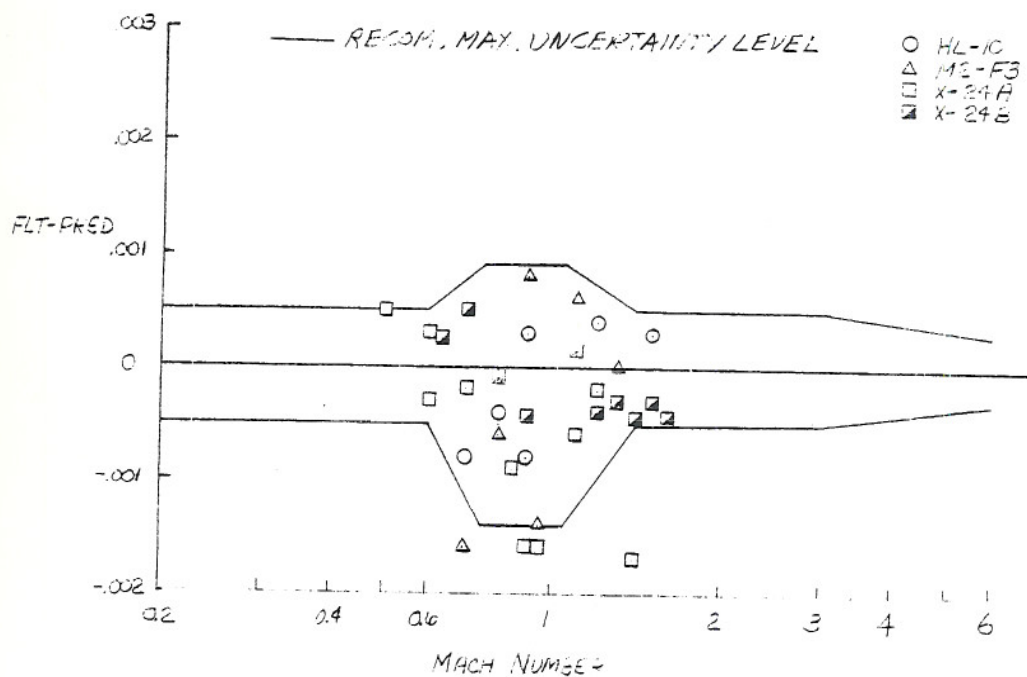 .003
RECOM. MAX. UNCERTAINTY LEVEL
○ HL-10
△ M2-F3
□ X-24A
X-24B
.002
FLT-PRED
.001
0
-.001
-.002
0.2 0.4 0.6 1 2 3 4 6
MACH NUMBER